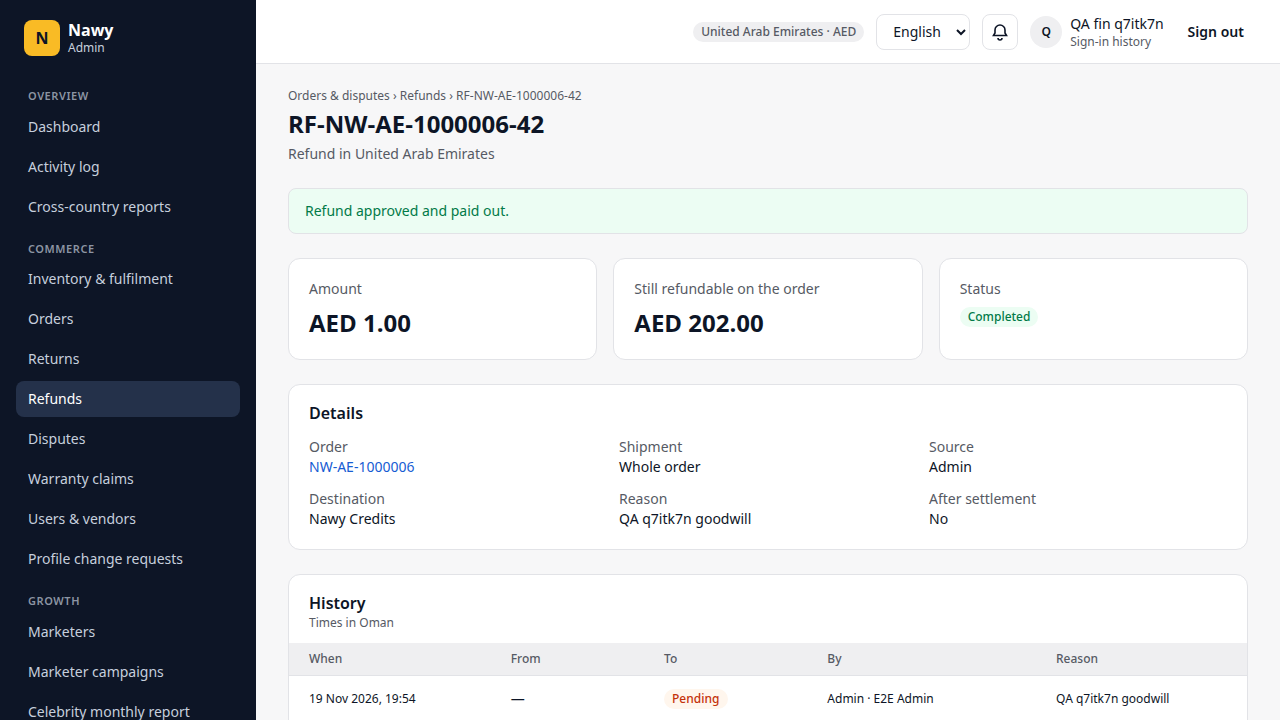 N
Nawy
Admin
OVERVIEW
Dashboard
Activity log
Cross-country reports
COMMERCE
Inventory & fulfilment
Orders
Returns
Refunds
Disputes
Warranty claims
Users & vendors
Profile change requests
GROWTH
Marketers
Marketer campaigns
Celebrity monthly report
United Arab Emirates · AED
English
Q
QA fin q7itk7n
Sign-in history
Sign out
Orders & disputes › Refunds › RF-NW-AE-1000006-42
RF-NW-AE-1000006-42
Refund in United Arab Emirates
Refund approved and paid out.
Amount
AED 1.00
Still refundable on the order
AED 202.00
Status
Completed
Details
Order
NW-AE-1000006
Shipment
Whole order
Source
Admin
Destination
Nawy Credits
Reason
QA q7itk7n goodwill
After settlement
No
History
Times in Oman
When From To By Reason
19 Nov 2026, 19:54 — Pending Admin · E2E Admin QA q7itk7n goodwill